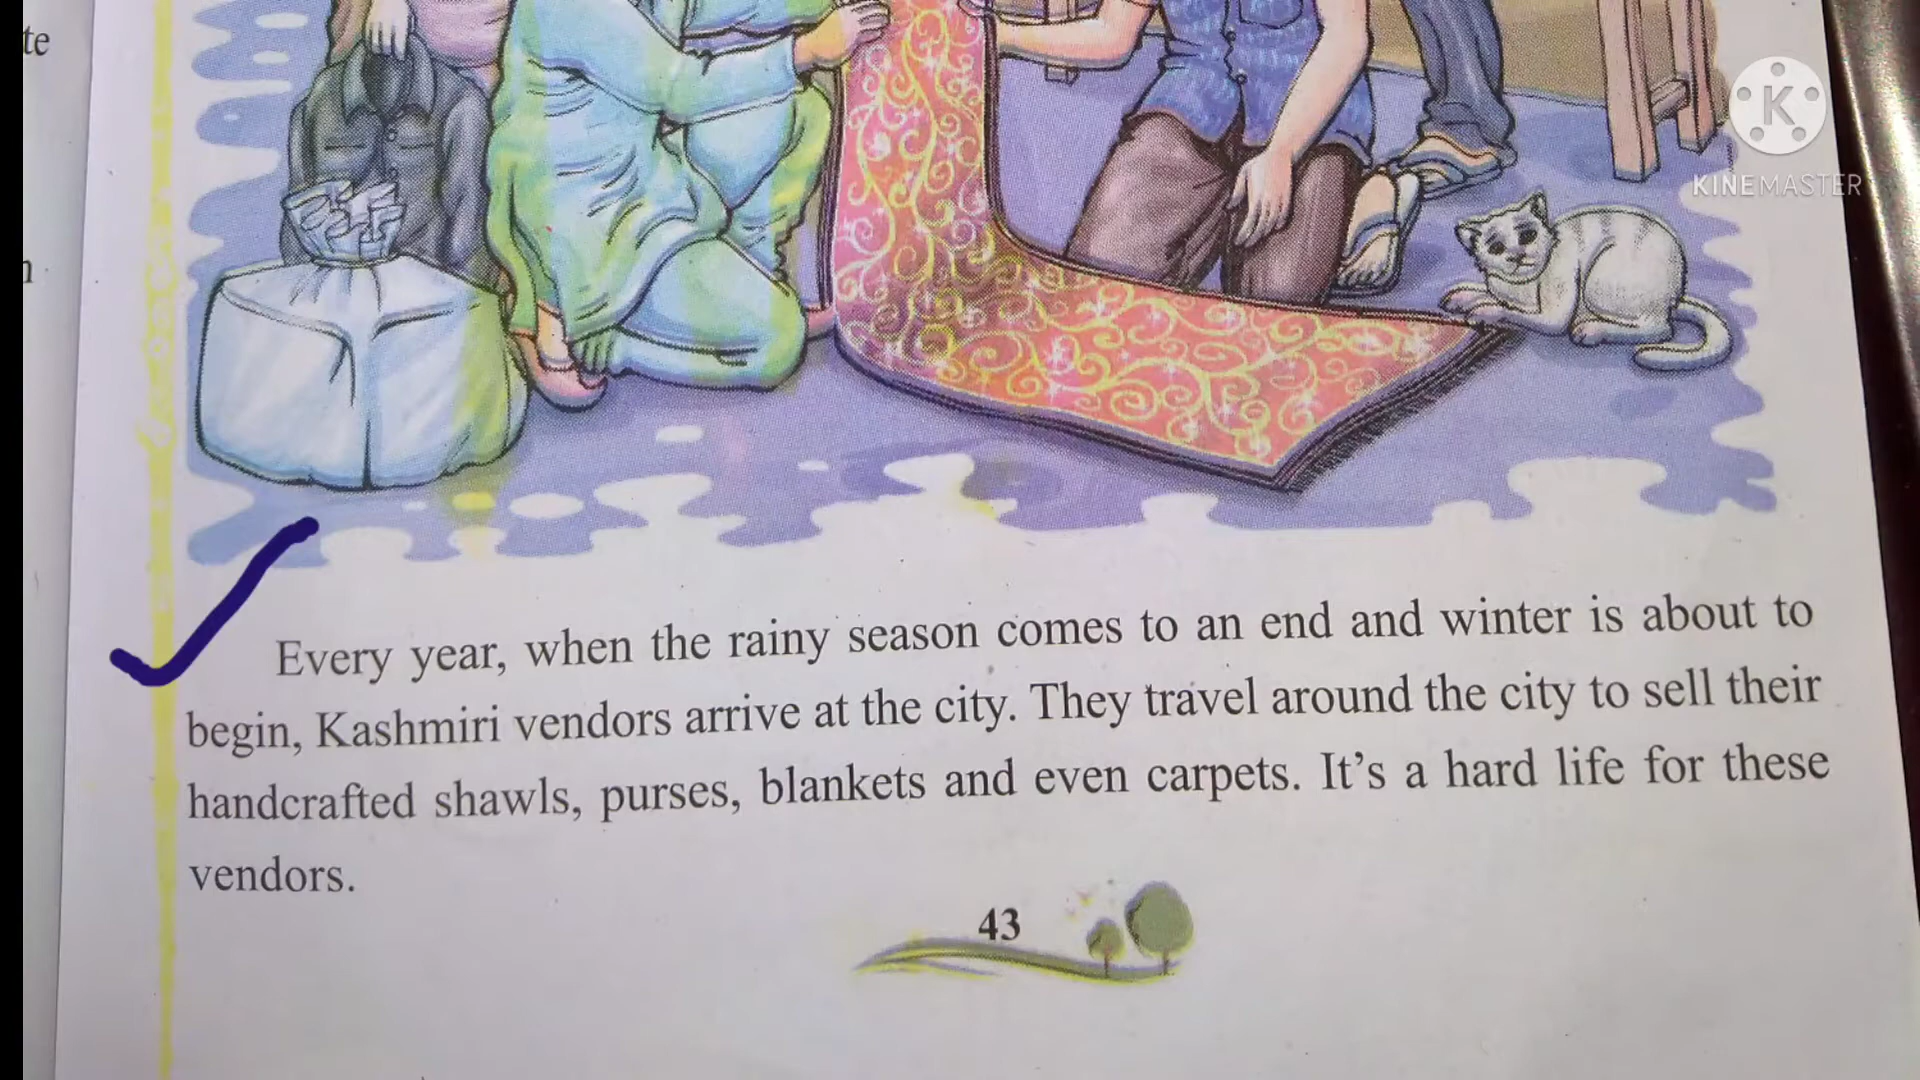 te
KINEMASTER
Every year, when the rainy season comes to an end and winter is about to
begin, Kashmiri vendors arrive at the city. They travel around the city to sell their
handcrafted shawls, purses, blankets and even carpets. It's a hard life for these
vendors.
43